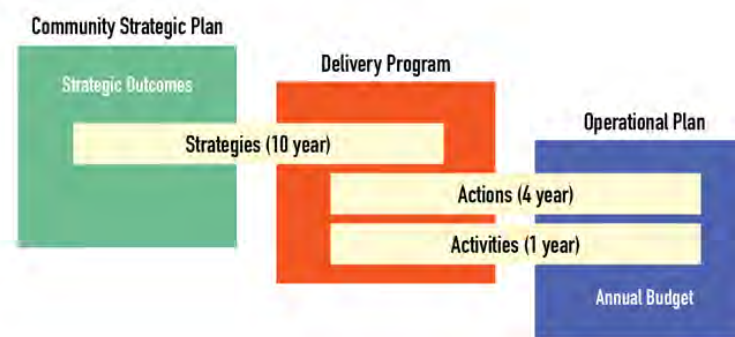 Community Strategic Plan
Strategic Outcomes
Delivery Program
Strategies (10 year)
Operational Plan
Actions (4 year)
Activities (1 year)
Annual Budget